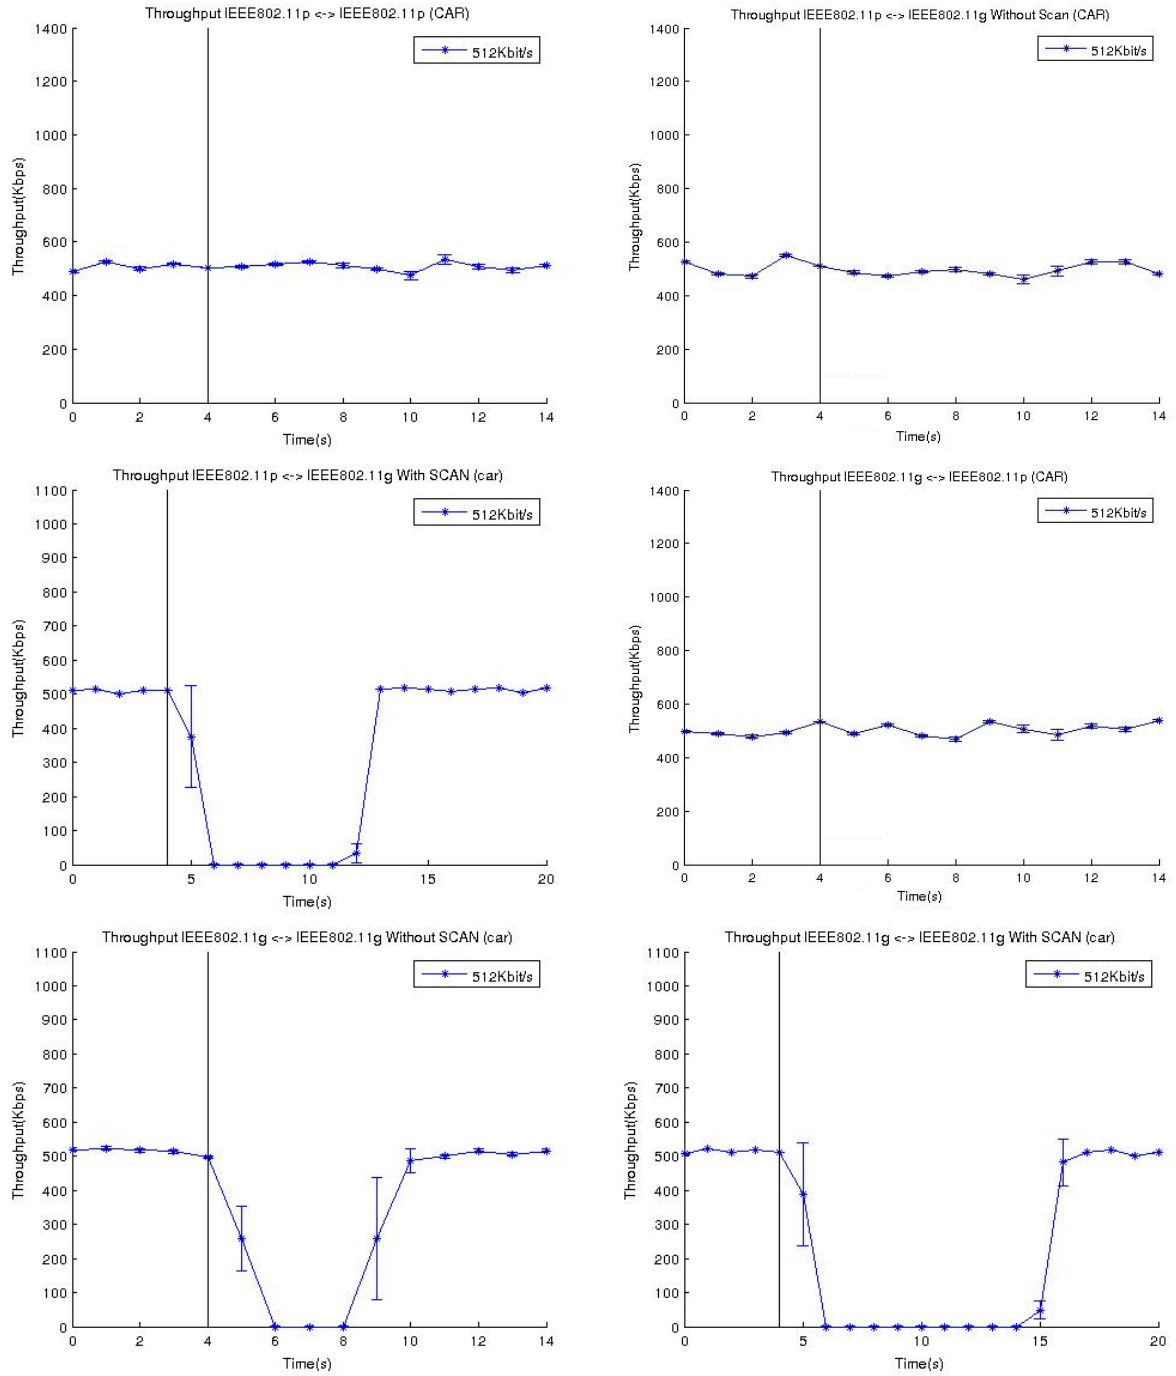 Throughput IEEE802.11p <-> IEEE802.11p (CAR)
512Kbit/s
Throughput(Kbps)
1400
1200
1000
800
600
400
200
0
0 2 4 6 8 10 12 14
Time(s)
Throughput IEEE802.11p <-> IEEE802.11g Without Scan (CAR)
512Kbit/s
Throughput(Kbps)
1400
1200
1000
800
600
400
200
0
0 2 4 6 8 10 12 14
Time(s)
Throughput IEEE802.11p <-> IEEE802.11g With SCAN (car)
512Kbit/s
Throughput(Kbps)
1100
1000
900
800
700
600
500
400
300
200
100
0
0 5 10 15 20
Time(s)
Throughput IEEE802.11g <-> IEEE802.11p (CAR)
512Kbit/s
Throughput(Kbps)
1400
1200
1000
800
600
400
200
0
0 2 4 6 8 10 12 14
Time(s)
Throughput IEEE802.11g <-> IEEE802.11g Without SCAN (car)
512Kbit/s
Throughput(Kbps)
1100
1000
900
800
700
600
500
400
300
200
100
0
0 2 4 6 8 10 12 14
Time(s)
Throughput IEEE802.11g <-> IEEE802.11g With SCAN (car)
512Kbit/s
Throughput(Kbps)
1100
1000
900
800
700
600
500
400
300
200
100
0
0 5 10 15 20
Time(s)